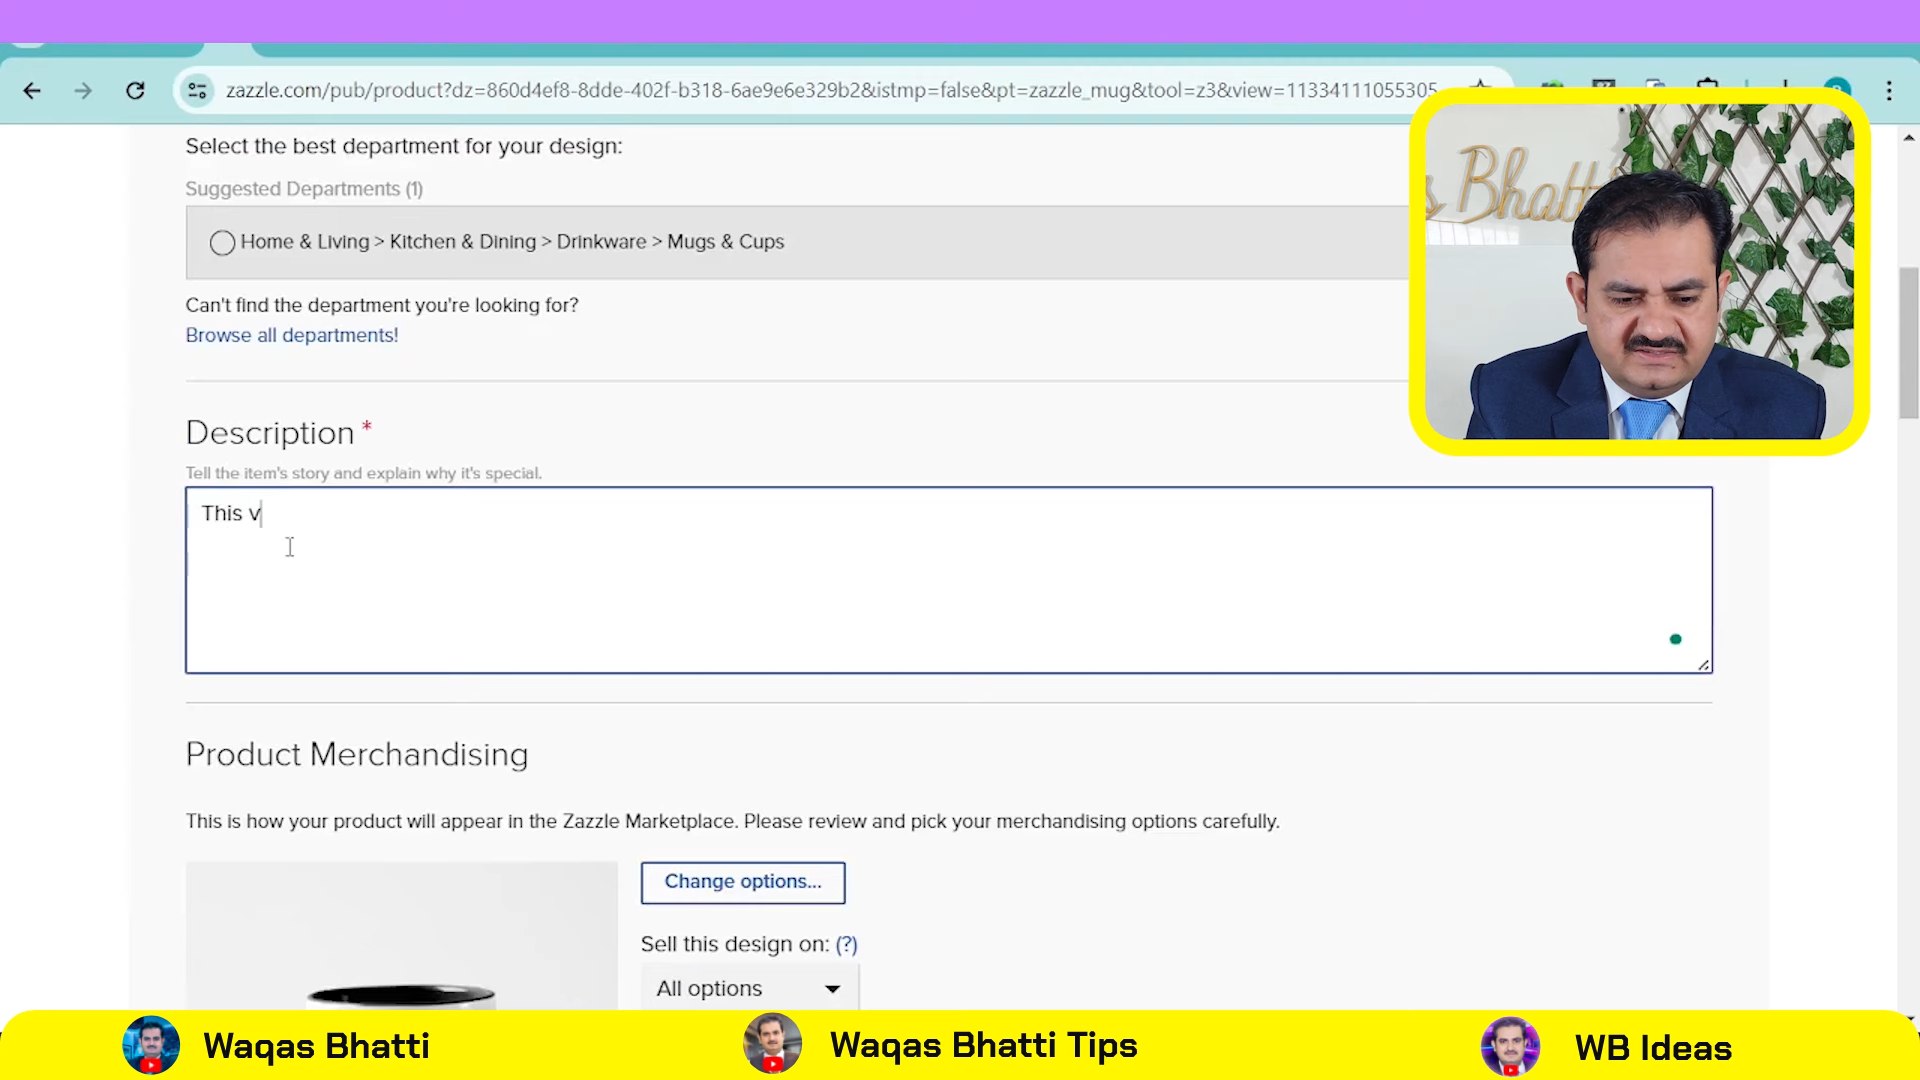 zazzle.com/pub/product?dz=860d4ef8-8dde-402f-b318-6ae9e6e329b2&istmp=false&pt=zazzle_mug&tool=z3&view=11334111055305
Select the best department for your design:
Suggested Departments (1)
Home & Living > Kitchen & Dining > Drinkware > Mugs & Cups
Can't find the department you're looking for?
Browse all departments!
s Bhatti
Description *
Tell the item's story and explain why it's special.
This v
Product Merchandising
This is how your product will appear in the Zazzle Marketplace. Please review and pick your merchandising options carefully.
Change options...
Sell this design on: (?)
All options
Waqas Bhatti
Waqas Bhatti Tips
WB Ideas